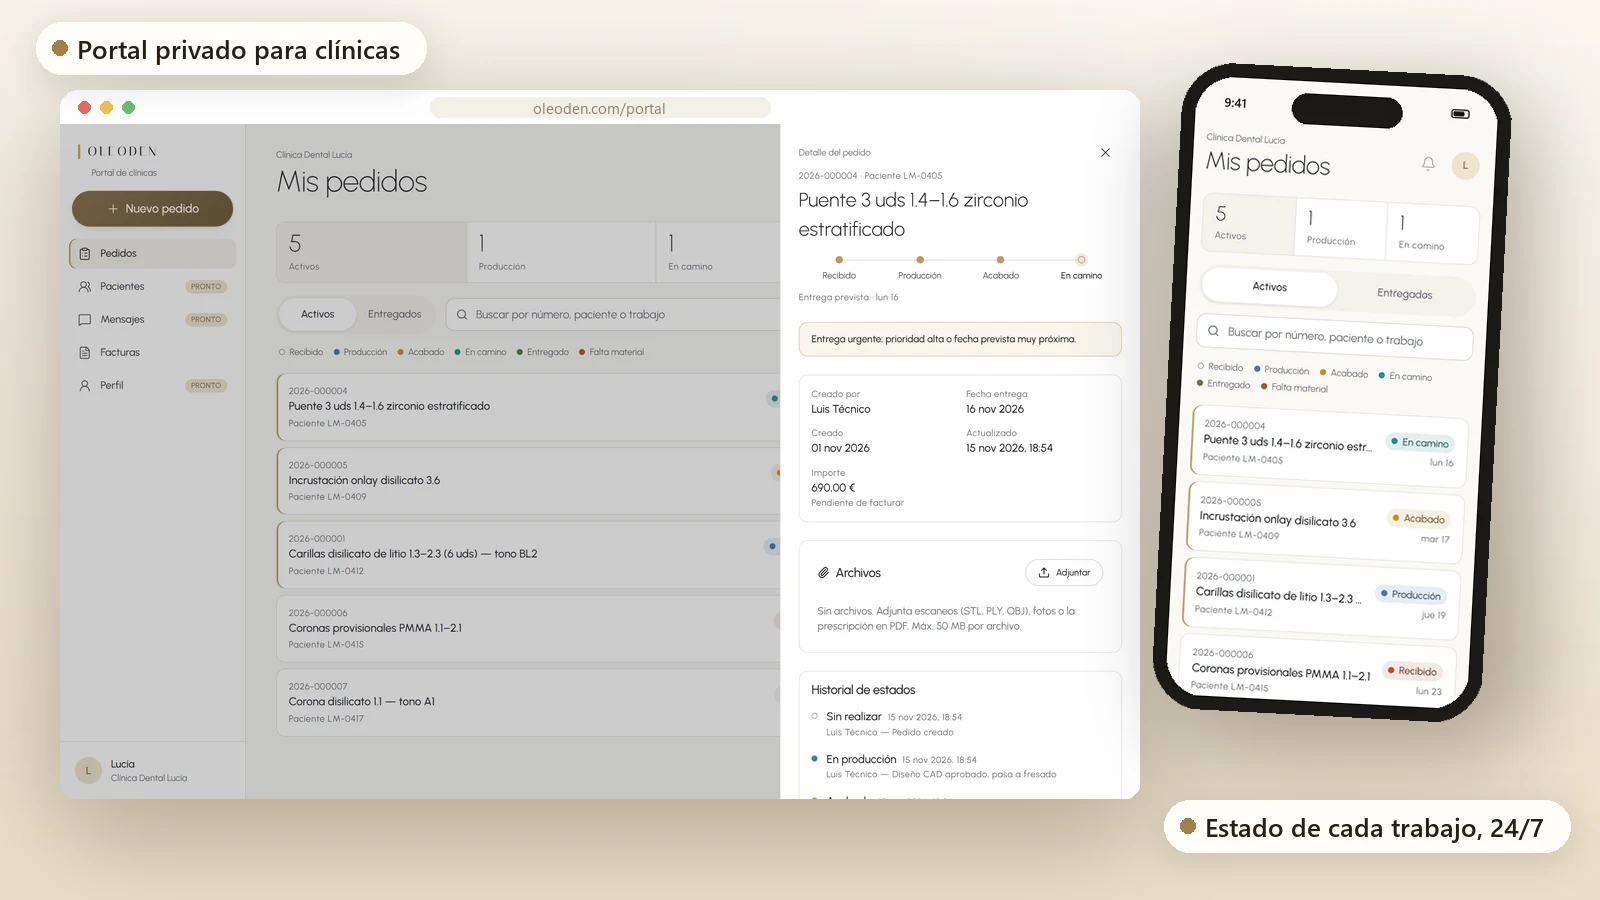 Portal privado para clínicas
oleoden.com/portal
OLEODEN
Portal de clínicas
+ Nuevo pedido
Pedidos
Pacientes PRONTO
Mensajes PRONTO
Facturas
Perfil PRONTO
Lucía
L
Clínica Dental Lucía
Clínica Dental Lucía
Mis pedidos
5 1 1
Activos Producción En camino
Activos Entregados Buscar por número, paciente o trabajo
Recibido Producción Acabado En camino Entregado Falta material
2026-000004
Puente 3 uds 1.4–1.6 zirconio estratificado
Paciente LM-0405
2026-000005
Incrustación onlay disilicato 3.6
Paciente LM-0409
2026-000001
Carillas disilicato de litio 1.3–2.3 (6 uds) — tono BL2
Paciente LM-0412
2026-000006
Coronas provisionales PMMA 1.1–2.1
Paciente LM-0415
2026-000007
Corona disilicato 1.1 — tono A1
Paciente LM-0417
Detalle del pedido
2026-000004 · Paciente LM-0405
Puente 3 uds 1.4–1.6 zirconio
estratificado
Recibido Producción Acabado En camino
Entrega prevista · lun 16
Entrega urgente: prioridad alta o fecha prevista muy próxima.
Creado por Fecha entrega
Luis Técnico 16 nov 2026
Creado Actualizado
01 nov 2026 15 nov 2026, 18:54
Importe
690,00 €
Pendiente de facturar
Archivos Adjuntar
Sin archivos. Adjunta escaneos (STL, PLY, OBJ), fotos o la
prescripción en PDF. Máx. 50 MB por archivo.
Historial de estados
Sin realizar 15 nov 2026, 18:54
Luis Técnico — Pedido creado
En producción 15 nov 2026, 18:54
Luis Técnico — Diseño CAD aprobado, pasa a fresado
9:41
Clínica Dental Lucía
Mis pedidos
L
5 1 1
Activos Producción En camino
Activos Entregados
Buscar por número, paciente o trabajo
Recibido Producción Acabado En camino
Entregado Falta material
2026-000004
Puente 3 uds 1.4–1.6 zirconio estr... En camino
Paciente LM-0405 lun 16
2026-000005
Incrustación onlay disilicato 3.6 Acabado
Paciente LM-0409 mar 17
2026-000001
Carillas disilicato de litio 1.3–2.3 ... Producción
Paciente LM-0412 jue 19
2026-000006
Coronas provisionales PMMA 1.1–2.1 Recibido
Paciente LM-0415 lun 23
Estado de cada trabajo, 24/7